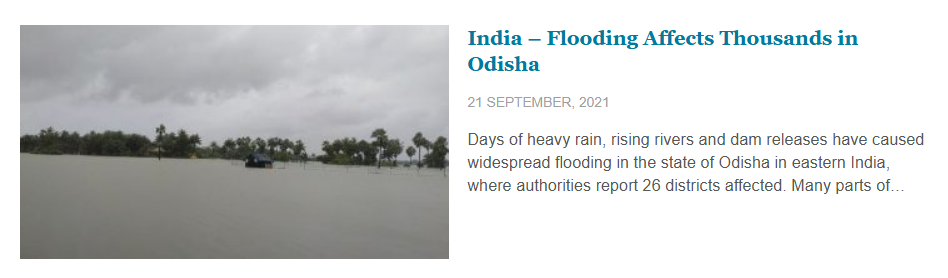 India – Flooding Affects Thousands in
Odisha
21 SEPTEMBER, 2021
Days of heavy rain, rising rivers and dam releases have caused
widespread flooding in the state of Odisha in eastern India,
where authorities report 26 districts affected. Many parts of…